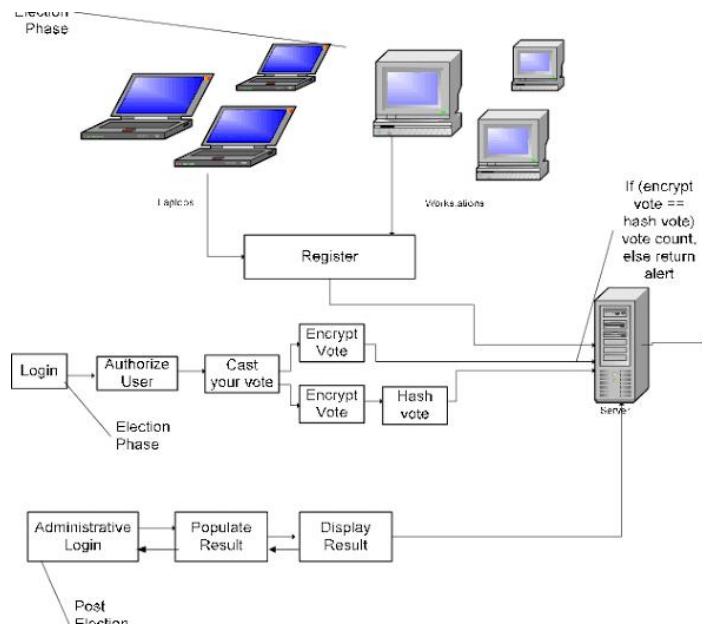 Election
Phase
Laptops
Workstations
If (encrypt
vote ==
hash vote)
vote count,
else return
alert
Register
Encrypt
Vote
Login
Authorize
User
Cast
your vote
Encrypt
Vote
Hash
vote
Server
Election
Phase
Administrative
Login
Populate
Result
Display
Result
Post
Election